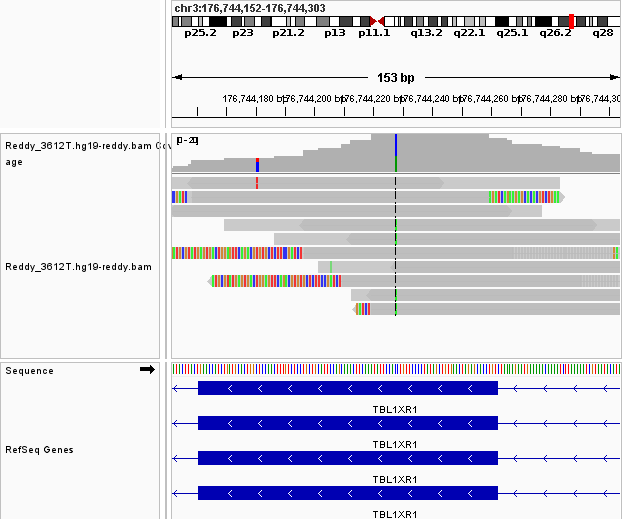 chr3:176,744,152-176,744,303
p25.2 p23 p21.2 p13 p11.1 q13.2 q22.1 q25.1 q26.2 q28
153 bp
176,744,180 bp 176,744,200 bp 176,744,220 bp 176,744,240 bp 176,744,260 bp 176,744,280 bp
Reddy_3612T.hg19-reddy.bam Cov
age
[0-20]
Reddy_3612T.hg19-reddy.bam
Sequence
TBL1XR1
TBL1XR1
RefSeq Genes
TBL1XR1
TBL1XR1